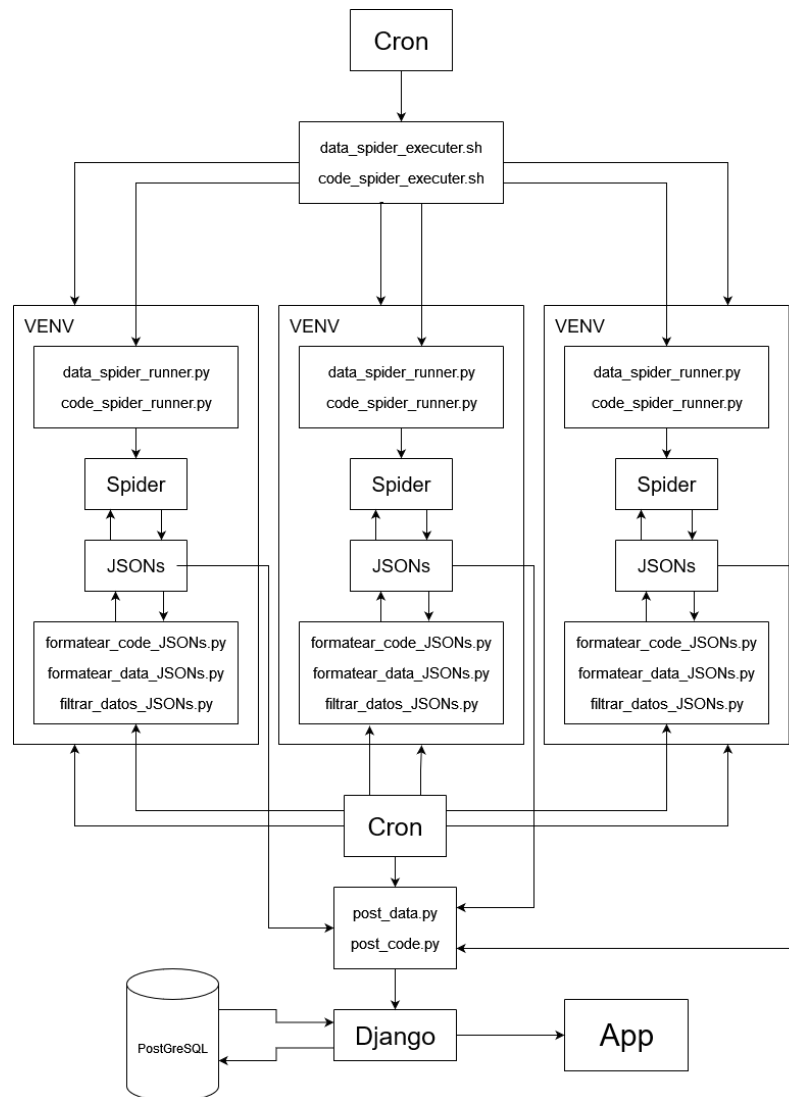 Cron
data_spider_executer.sh
code_spider_executer.sh
VENV
data_spider_runner.py
code_spider_runner.py
Spider
JSONs
formatear_code_JSONs.py
formatear_data_JSONs.py
filtrar_datos_JSONs.py
VENV
data_spider_runner.py
code_spider_runner.py
Spider
JSONs
formatear_code_JSONs.py
formatear_data_JSONs.py
filtrar_datos_JSONs.py
VENV
data_spider_runner.py
code_spider_runner.py
Spider
JSONs
formatear_code_JSONs.py
formatear_data_JSONs.py
filtrar_datos_JSONs.py
Cron
post_data.py
post_code.py
PostGreSQL
Django
App